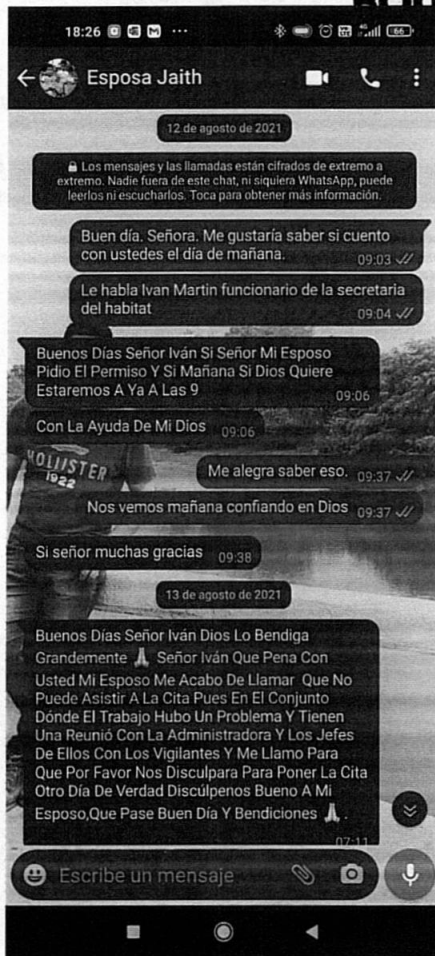 18:26
4G
66
Esposa Jaith
12 de agosto de 2021
Los mensajes y las llamadas están cifrados de extremo a
extremo. Nadie fuera de este chat, ni siquiera WhatsApp, puede
leerlos ni escucharlos. Toca para obtener más información.
Buen día. Señora. Me gustaría saber si cuento
con ustedes el día de mañana.
09:03
Le habla Ivan Martin funcionario de la secretaria
del habitat
09:04
Buenos Días Señor Iván Si Señor Mi Esposo
Pidio El Permiso Y Si Mañana Si Dios Quiere
Estaremos A Ya A Las 9
09:06
Con La Ayuda De Mi Dios 09:06
Me alegra saber eso. 09:37
Nos vemos mañana confiando en Dios 09:37
HOLLISTER
1922
Si señor muchas gracias 09:38
13 de agosto de 2021
Buenos Días Señor Iván Dios Lo Bendiga
Grandemente 🙏 Señor Iván Que Pena Con
Usted Mi Esposo Me Acabo De Llamar Que No
Puede Asistir A La Cita Pues En El Conjunto
Dónde El Trabajo Hubo Un Problema Y Tienen
Una Reunió Con La Administradora Y Los Jefes
De Ellos Con Los Vigilantes Y Me Llamo Para
Que Por Favor Nos Disculpara Para Poner La Cita
Otro Día De Verdad Discúlpenos Bueno A Mi
Esposo,Que Pase Buen Día Y Bendiciones 🙏 .
07:11
Escribe un mensaje